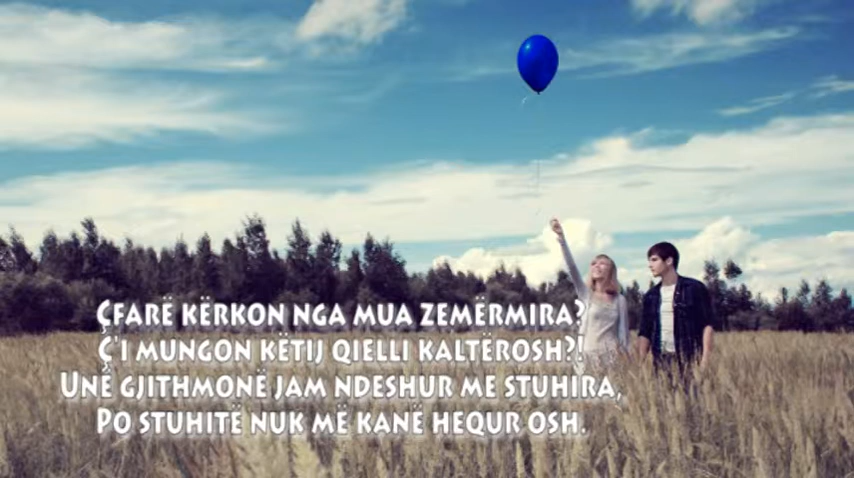 Çfarë kërkon nga mua zemërmira?
Ç'i mungon këtij qielli kaltërosh?!
Unë gjithmonë jam ndeshur me stuhira,
Po stuhitë nuk më kanë hequr osh.